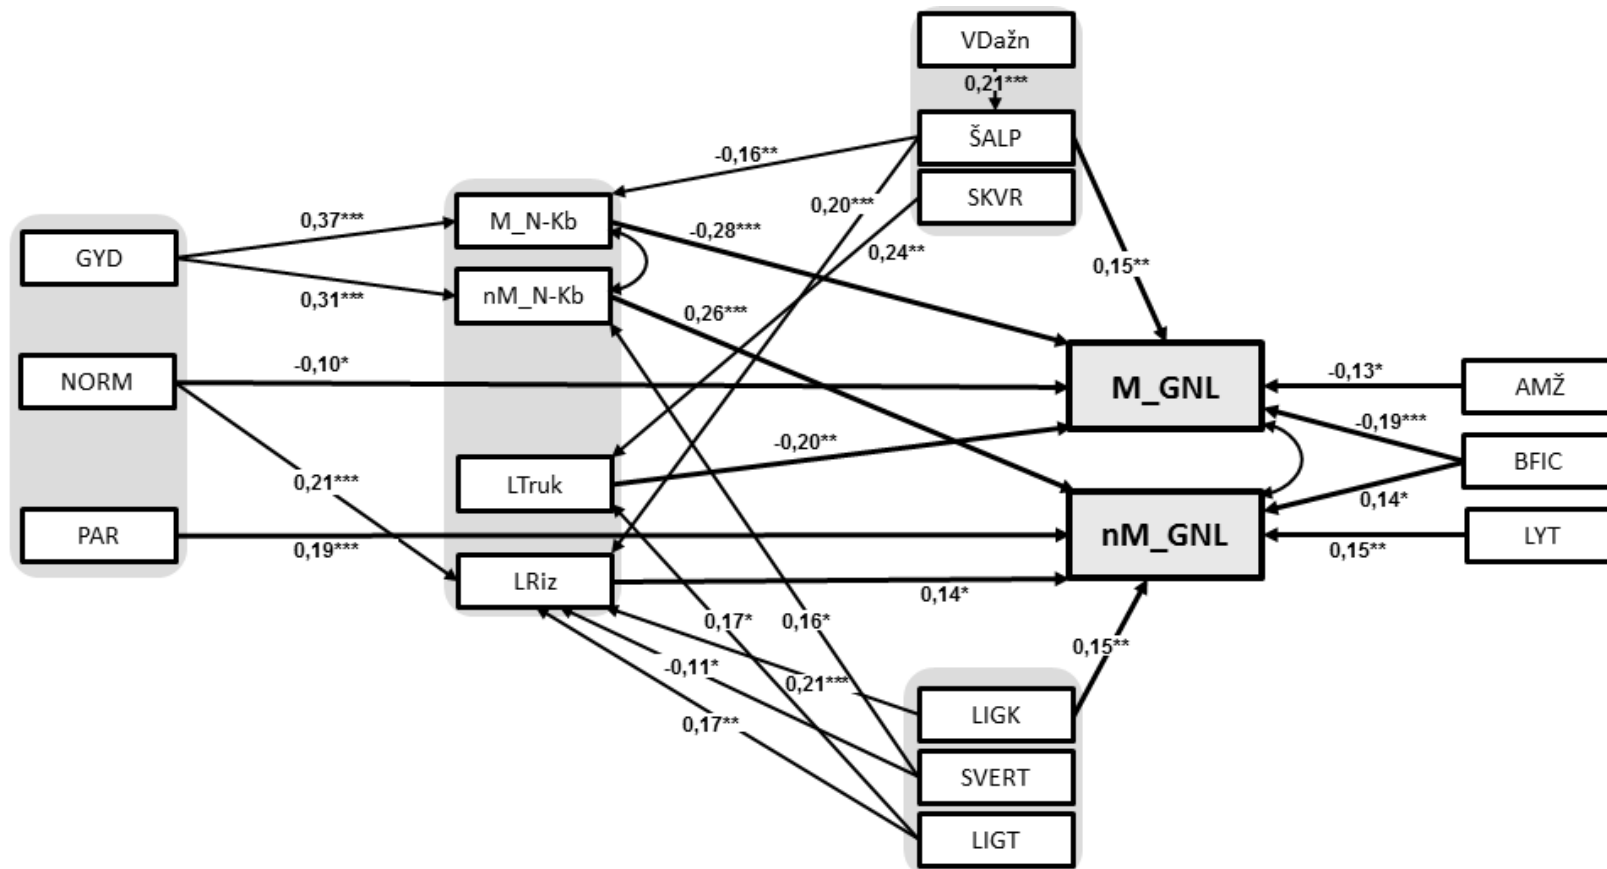 VDažn
0,21***
ŠALP
SKVR
-0,16**
0,20***
0,24**
0,15**
M_N-Kb
nM_N-Kb
0,37***
0,31***
GYD
NORM
PAR
-0,28***
0,26***
-0,10*
0,21***
0,19***
LTruk
LRiz
-0,20**
0,14*
M_GNL
nM_GNL
-0,13*
-0,19***
0,14*
0,15**
AMŽ
BFIC
LYT
0,17*
0,16*
-0,11*
0,21***
0,17**
0,15**
LIGK
SVERT
LIGT